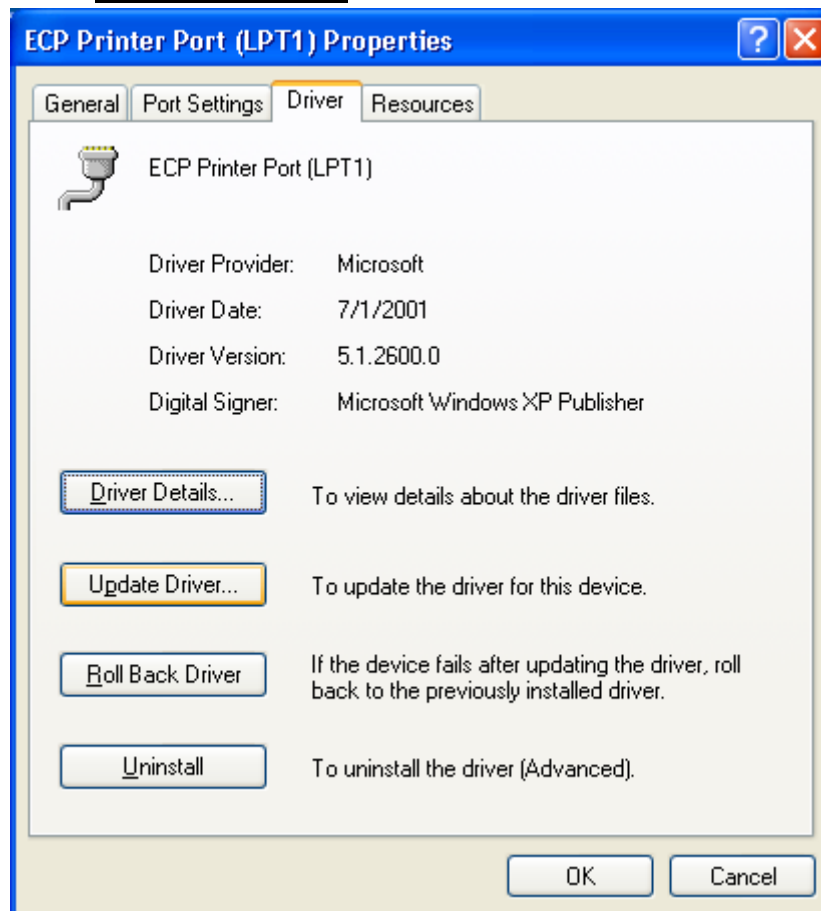 ECP Printer Port (LPT1) Properties
General Port Settings Driver Resources
ECP Printer Port (LPT1)
Driver Provider: Microsoft
Driver Date: 7/1/2001
Driver Version: 5.1.2600.0
Digital Signer: Microsoft Windows XP Publisher
Driver Details... To view details about the driver files.
Update Driver... To update the driver for this device.
Roll Back Driver If the device fails after updating the driver, roll
back to the previously installed driver.
Uninstall To uninstall the driver (Advanced).
OK Cancel